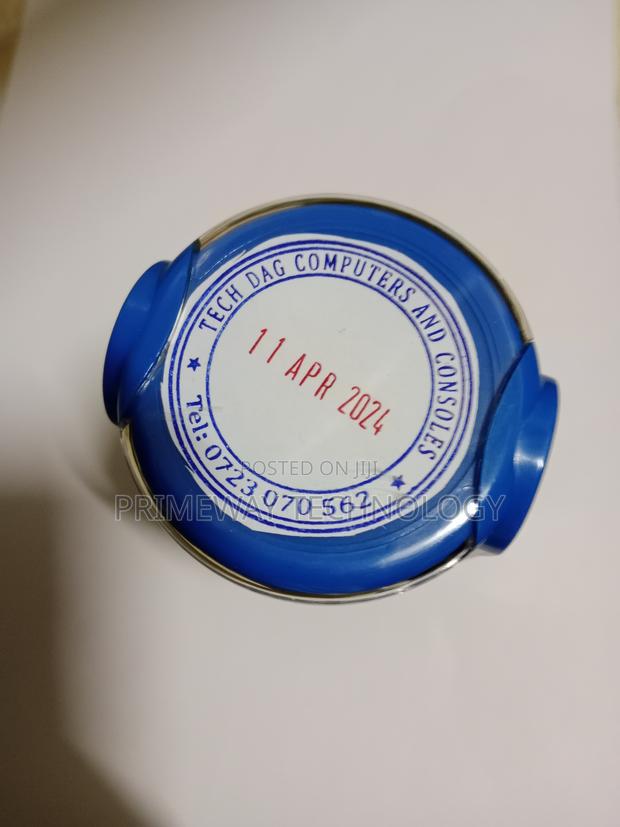 ★ TECH DAG COMPUTERS AND CONSOLES ★
11 APR 2024
Tel: 0723 070 562
POSTED ON JIJI
PRIMEWAY TECHNOLOGY